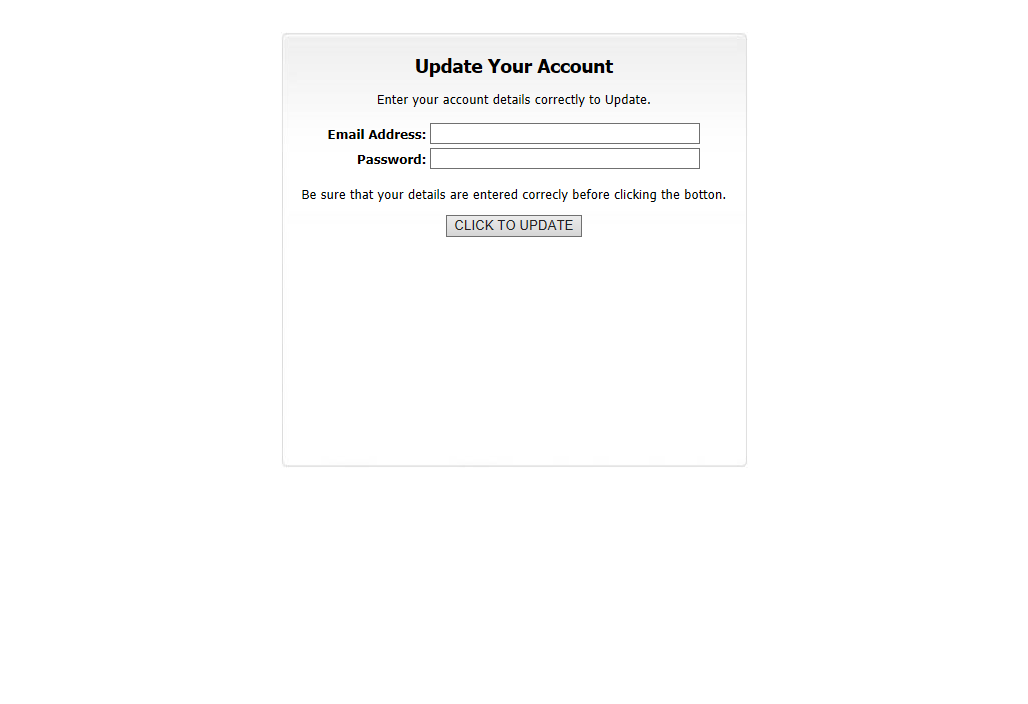 Update Your Account
Enter your account details correctly to Update.
Email Address:
Password:
Be sure that your details are entered correcly before clicking the botton.
CLICK TO UPDATE